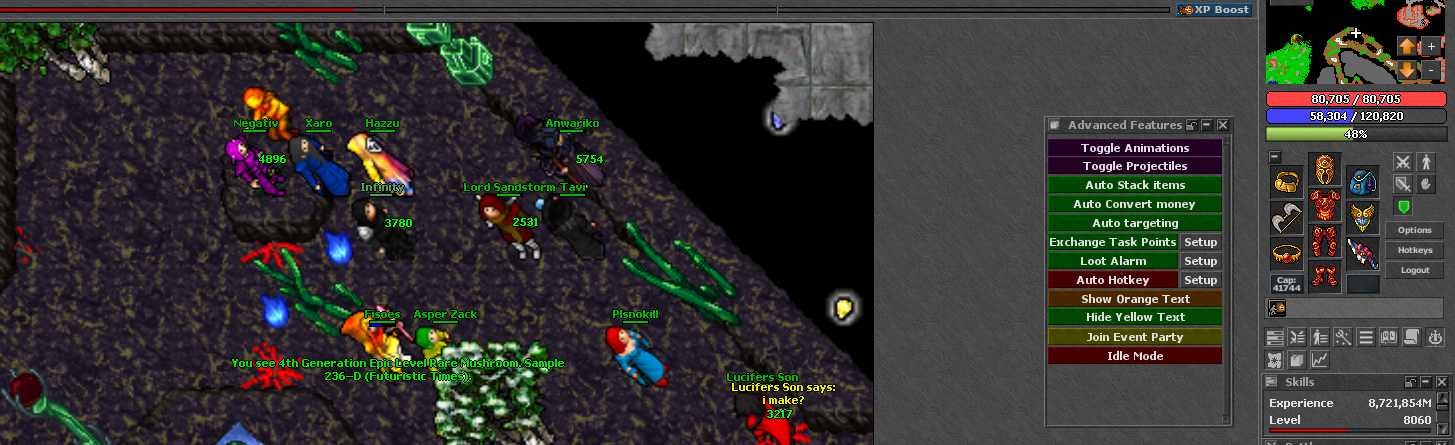 XP Boost
Negativ
Xaro
Hazzu
Anwariko
4896
5754
Infinity
Lord Sandstorm
Tavi
3780
2531
Fisoes
Asper Zack
Plsnokill
You see 4th Generation Epic Level Rare Mushroom. Sample
236-D (Futuristic Times).
Lucifers Son
Lucifers Son says:
i make?
3217
Advanced Features
Toggle Animations
Toggle Projectiles
Auto Stack items
Auto Convert money
Auto targeting
Exchange Task Points Setup
Loot Alarm Setup
Auto Hotkey Setup
Show Orange Text
Hide Yellow Text
Join Event Party
Idle Mode
80,705 / 80,705
58,304 / 120,820
48%
Options
Hotkeys
Logout
Cap:
41744
Skills
Experience 8,721,854M
Level 8060